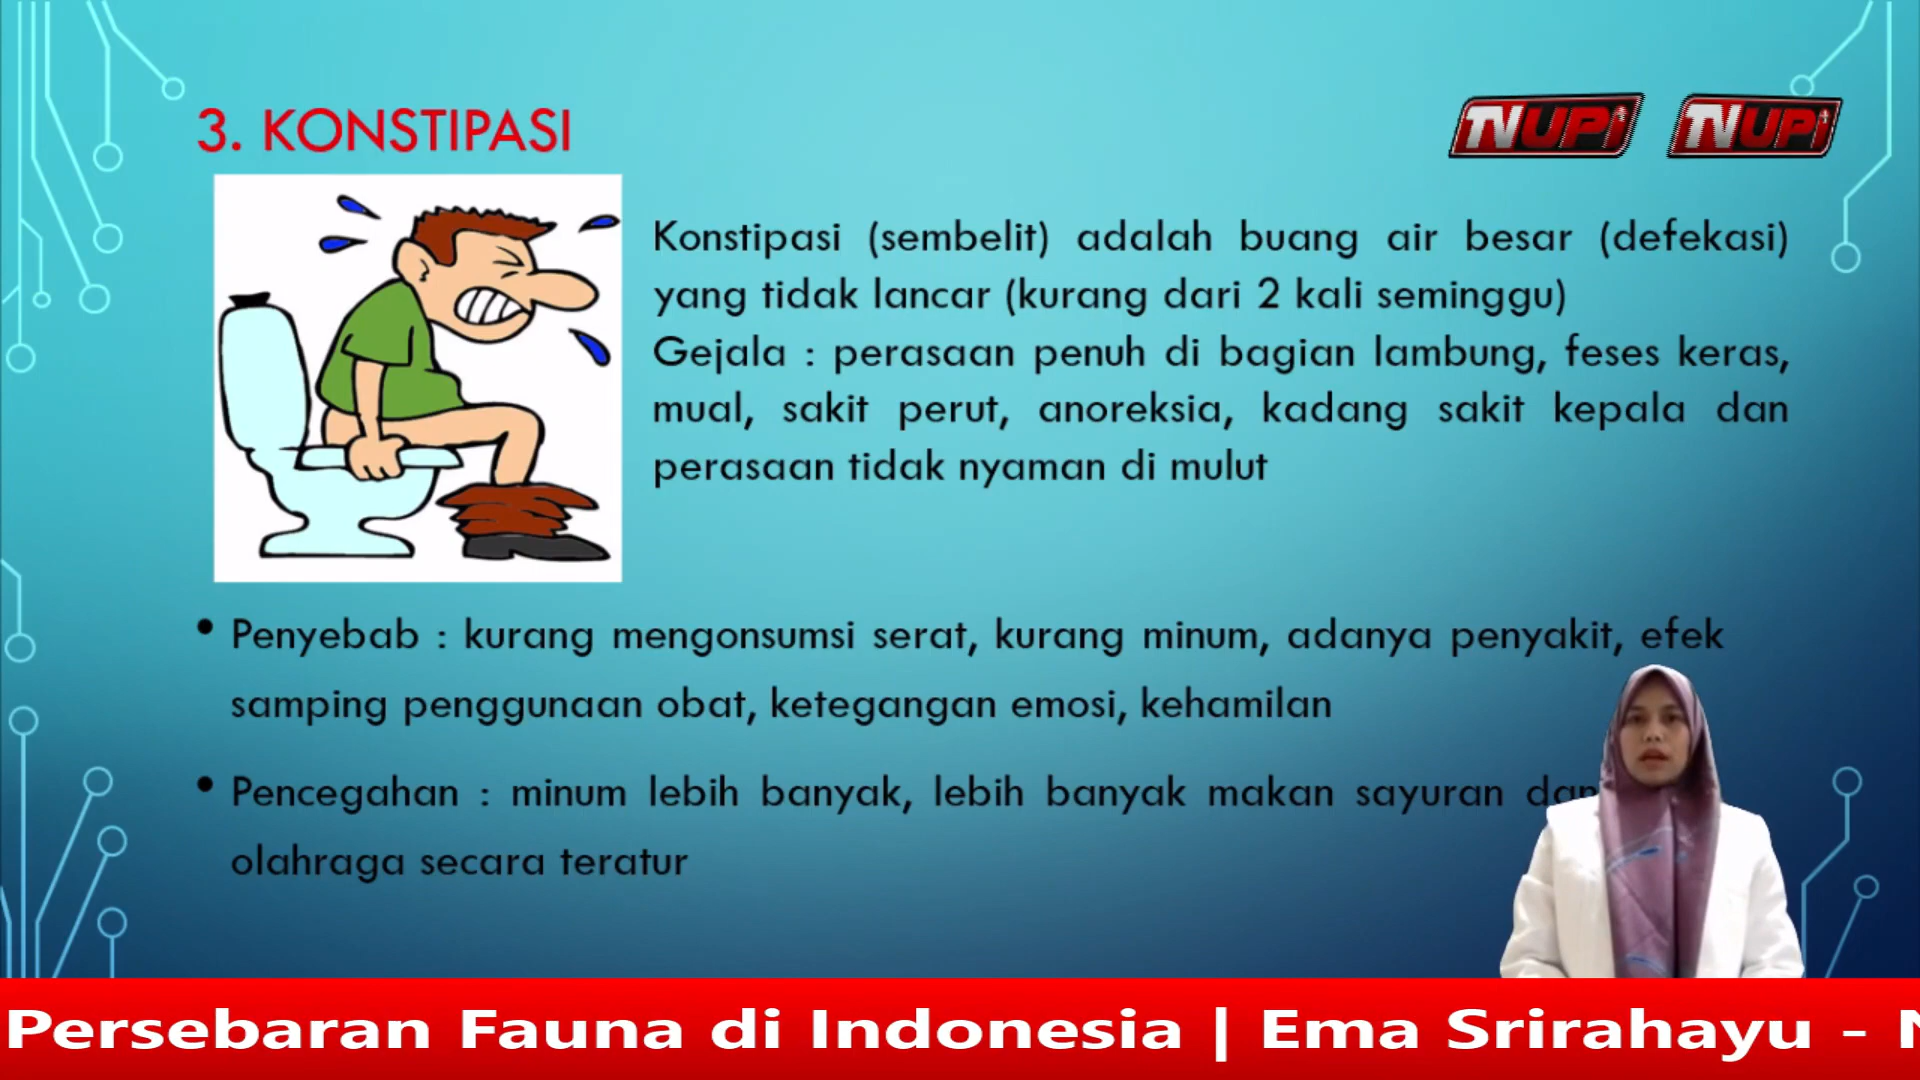 3. KONSTIPASI
TVUPi TVUPi
Konstipasi (sembelit) adalah buang air besar (defekasi)
yang tidak lancar (kurang dari 2 kali seminggu)
Gejala : perasaan penuh di bagian lambung, feses keras,
mual, sakit perut, anoreksia, kadang sakit kepala dan
perasaan tidak nyaman di mulut
• Penyebab : kurang mengonsumsi serat, kurang minum, adanya penyakit, efek
samping penggunaan obat, ketegangan emosi, kehamilan
• Pencegahan : minum lebih banyak, lebih banyak makan sayuran dan
olahraga secara teratur
Persebaran Fauna di Indonesia | Ema Srirahayu -